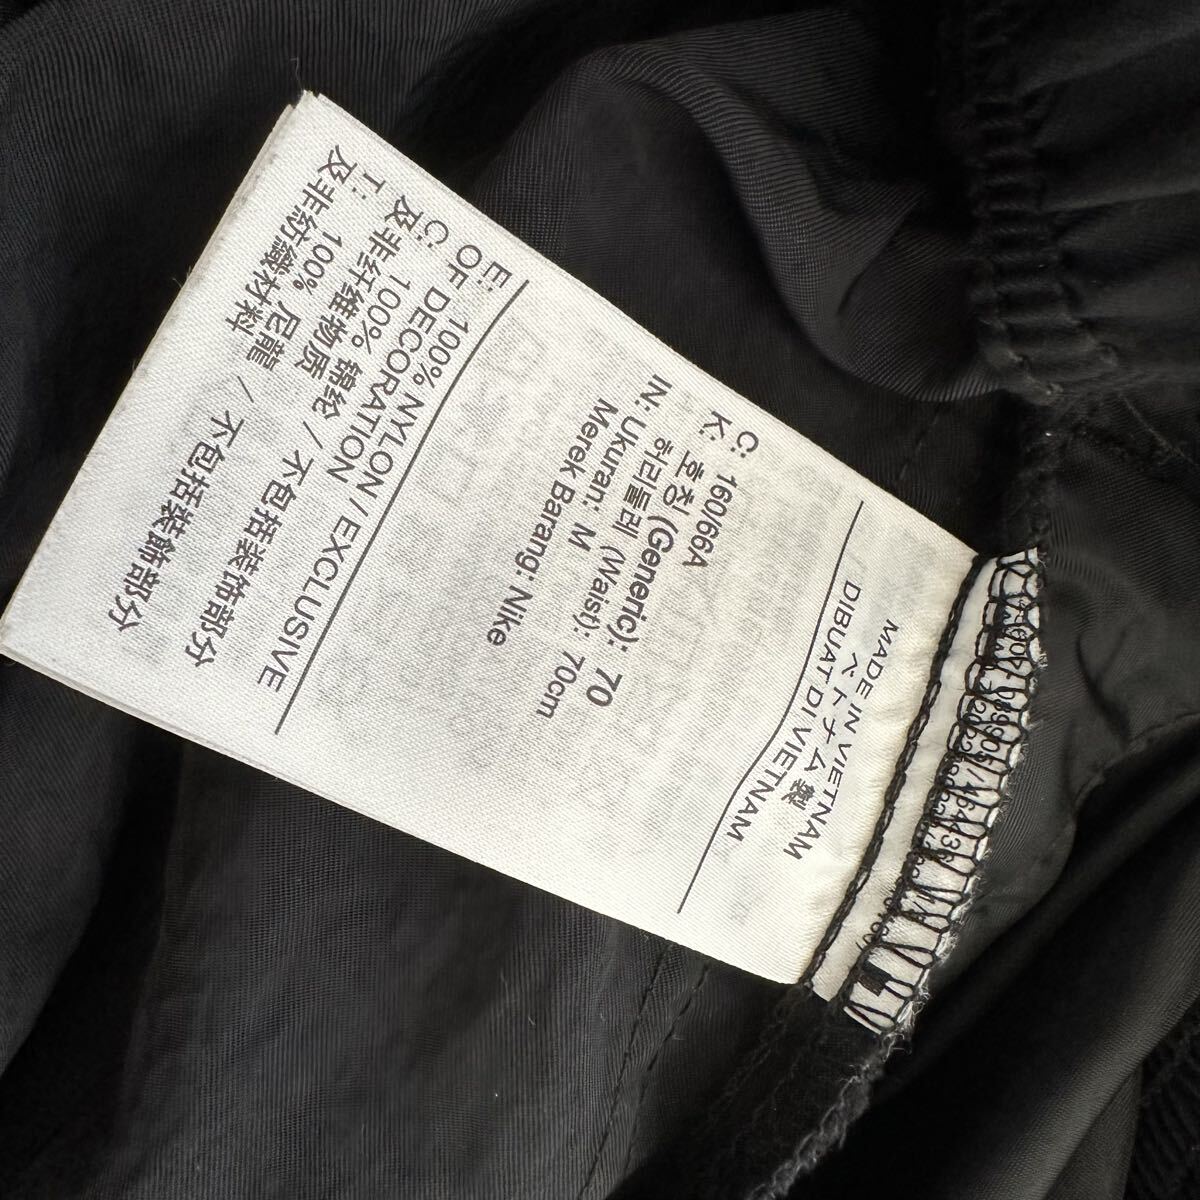 MADE IN VIETNAM
ベトナム製
DIBUAT DI VIETNAM
C: 160/66A
K: 호칭 (Generic): 70
허리둘레 (Waist): 70cm
IN: Ukuran: M
Merek Barang: Nike
E: 100% NYLON / EXCLUSIVE
OF DECORATION
C: 100% 锦纶 / 不包括装饰部分
及非纤维物质
T: 100% 尼龍 / 不包括裝飾部分
及非紡織材料